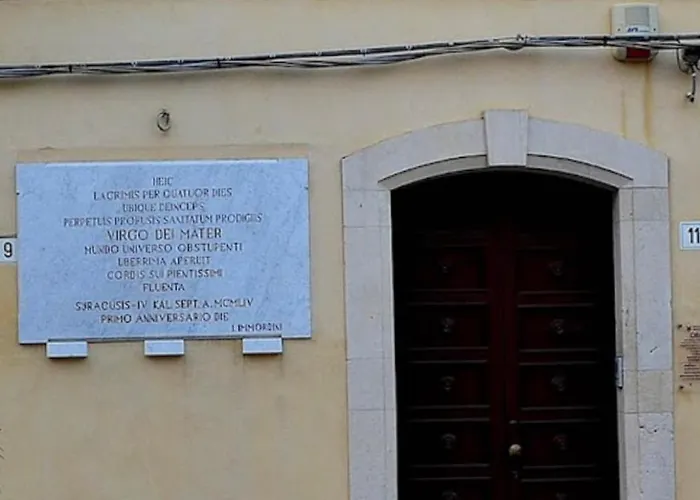 HEIC
LACRIMIS PER QUATUOR DIES
UBIQUE DEINCEPS
PERPETUIS PROFUSIS SANITATUM PRODIGIIS
VIRGO DEI MATER
MUNDO UNIVERSO OBSTUPENTI
UBERRIMA APERUIT
CORDIS SUI PIENTISSIMI
FLUENTA
SYRACUSIS-IV KAL. SEPT. A. MCMLIV
PRIMO ANNIVERSARIO DIE
I. IMMORDINI
9
11